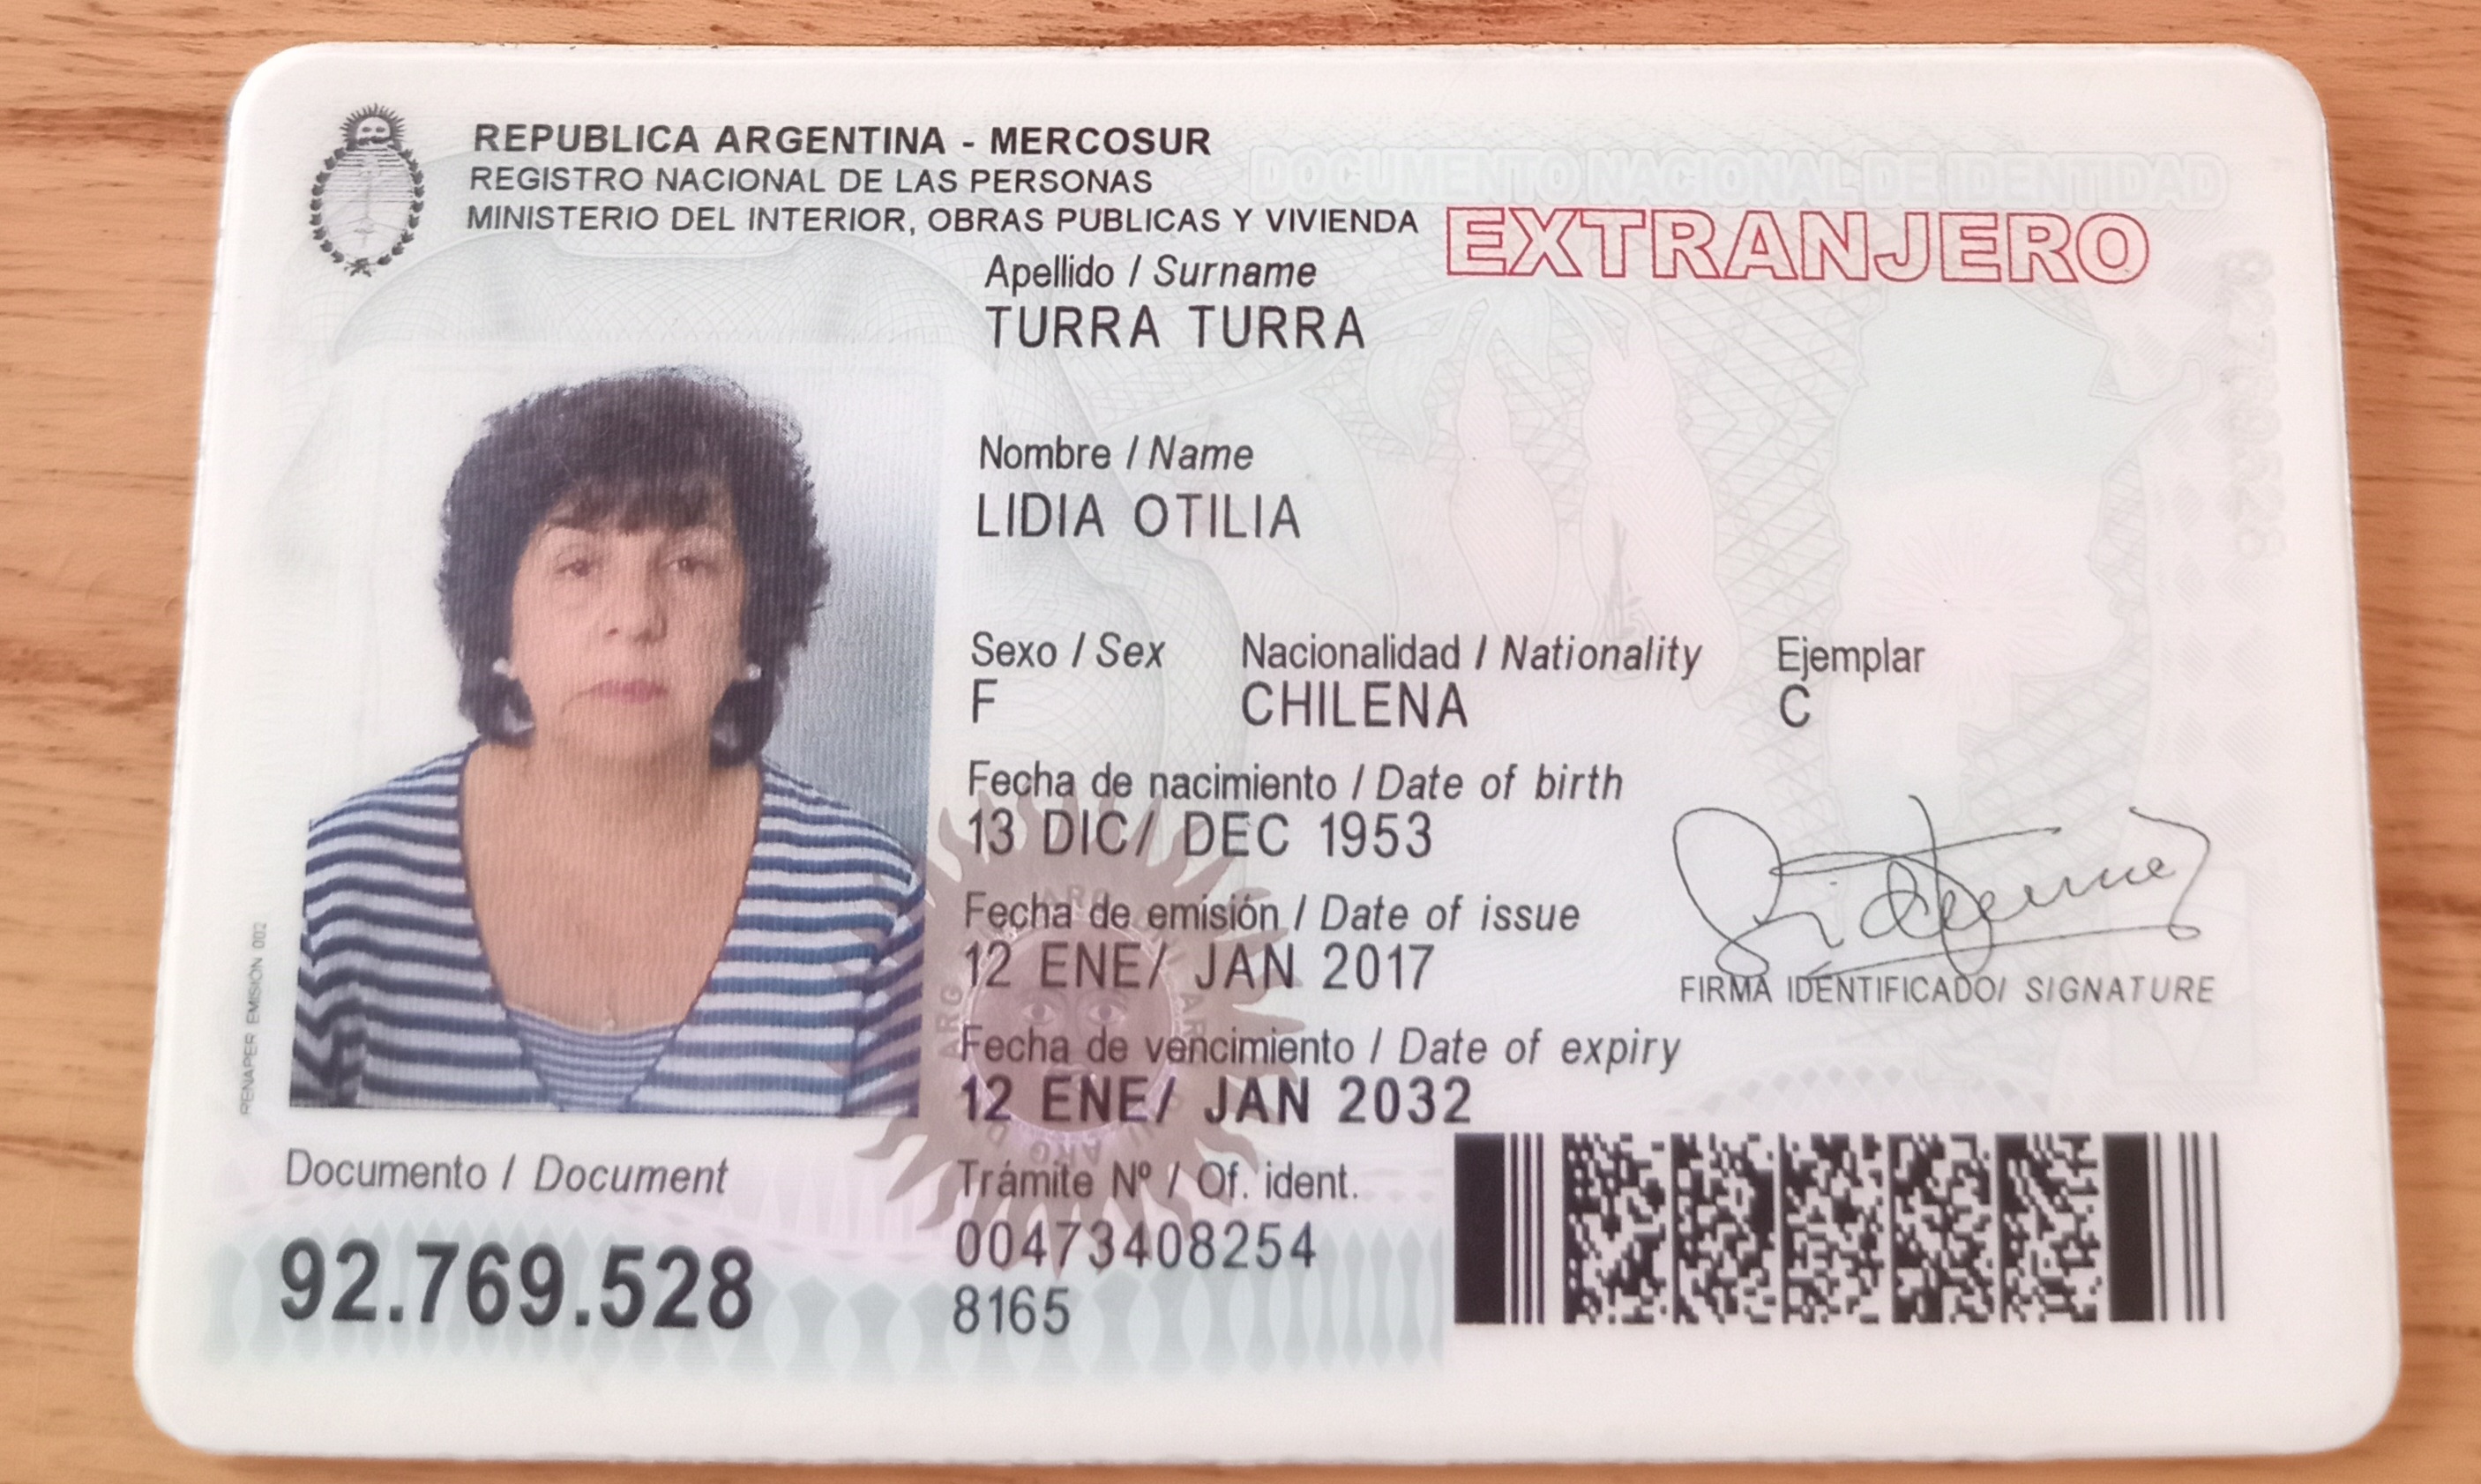 REPUBLICA ARGENTINA - MERCOSUR
REGISTRO NACIONAL DE LAS PERSONAS
MINISTERIO DEL INTERIOR, OBRAS PUBLICAS Y VIVIENDA
DOCUMENTO NACIONAL DE IDENTIDAD
EXTRANJERO
Apellido / Surname
TURRA TURRA
Nombre / Name
LIDIA OTILIA
Sexo / Sex Nacionalidad / Nationality Ejemplar
F CHILENA C
Fecha de nacimiento / Date of birth
13 DIC/ DEC 1953
Fecha de emisión / Date of issue
12 ENE/ JAN 2017
FIRMA IDENTIFICADO/ SIGNATURE
Fecha de vencimiento / Date of expiry
12 ENE/ JAN 2032
Documento / Document
92.769.528
Trámite Nº / Of. ident.
00473408254
8165
RENAPER EMISIÓN 002